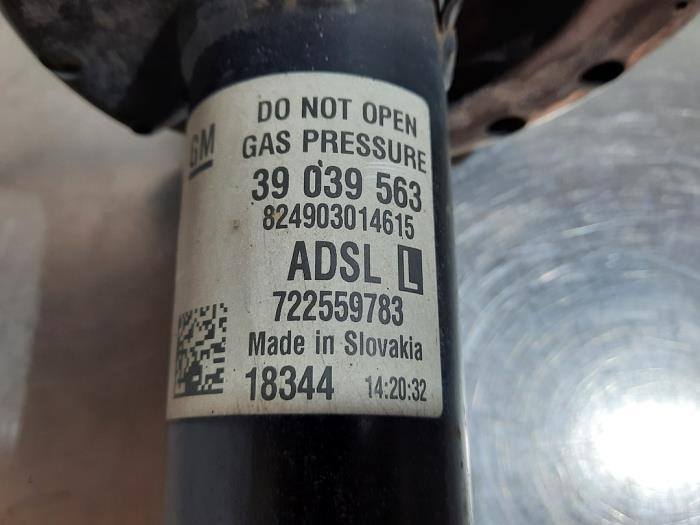 GM
DO NOT OPEN
GAS PRESSURE
39 039 563
824903014615
ADSL L
722559783
Made in Slovakia
18344 14:20:32